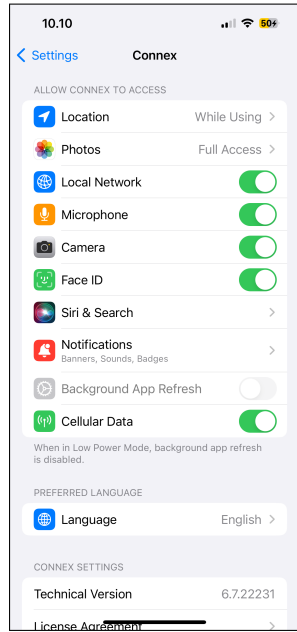 10.10
50
Settings
Connex
ALLOW CONNEX TO ACCESS
Location While Using
Photos Full Access
Local Network
Microphone
Camera
Face ID
Siri & Search
Notifications
Banners, Sounds, Badges
Background App Refresh
Cellular Data
When in Low Power Mode, background app refresh
is disabled.
PREFERRED LANGUAGE
Language English
CONNEX SETTINGS
Technical Version 6.7.22231
License Agreement